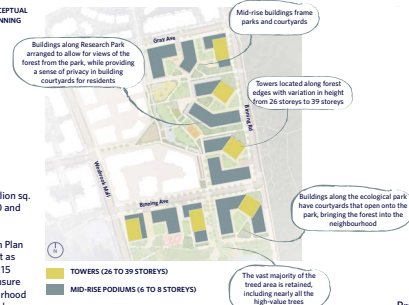 CEPTUAL
NNING
Mid-rise buildings frame
parks and courtyards
Gray Ave
Buildings along Research Park
arranged to allow for views of the
forest from the park, while providing
a sense of privacy in building
courtyards for residents
Towers located along forest
edges with variation in height
from 26 storeys to 39 storeys
Binning Rd
Wesbrook Mall
Binning Ave
lion sq.
0 and
Buildings along the ecological park
have courtyards that open onto the
park, bringing the forest into the
neighbourhood
n Plan
t as
15
nsure
rhood
TOWERS (26 TO 39 STOREYS)
MID-RISE PODIUMS (6 TO 8 STOREYS)
The vast majority of the
treed area is retained,
including nearly all the
high-value trees